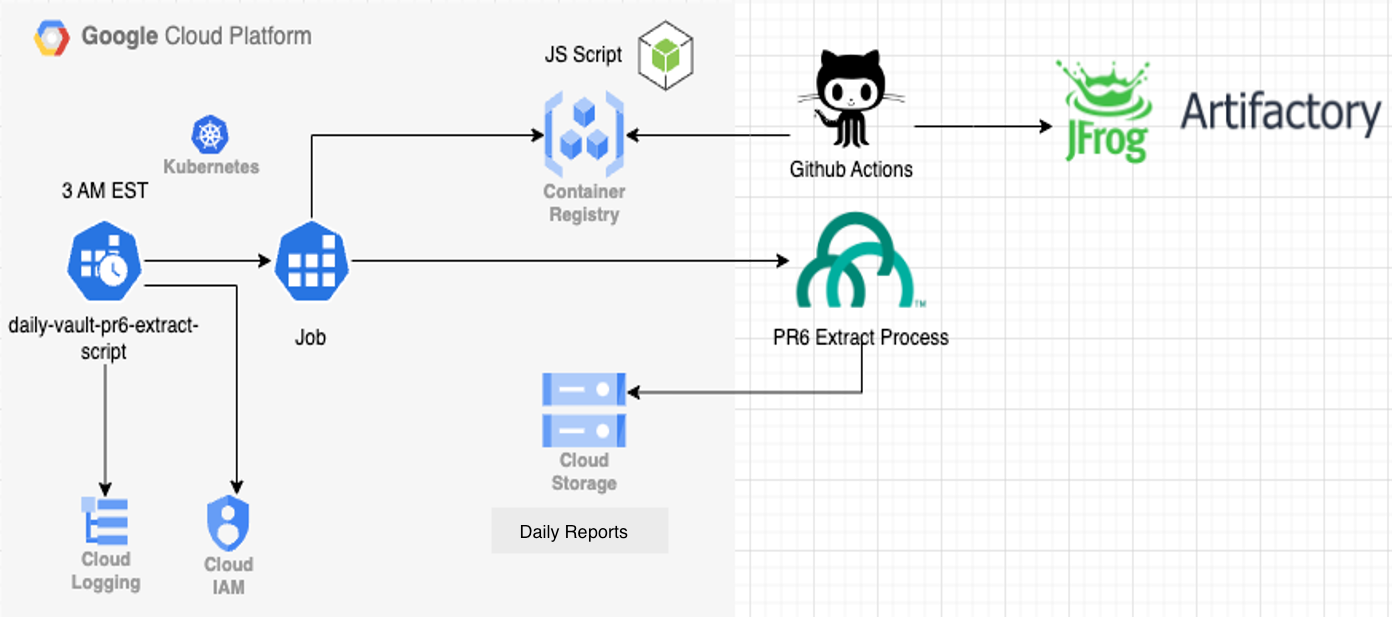 Google Cloud Platform
JS Script
Kubernetes
3 AM EST
Container
Registry
Github Actions
JFrog
Artifactory
daily-vault-pr6-extract-
script
Job
PR6 Extract Process
TM
Cloud
Storage
Daily Reports
Cloud
Logging
Cloud
IAM